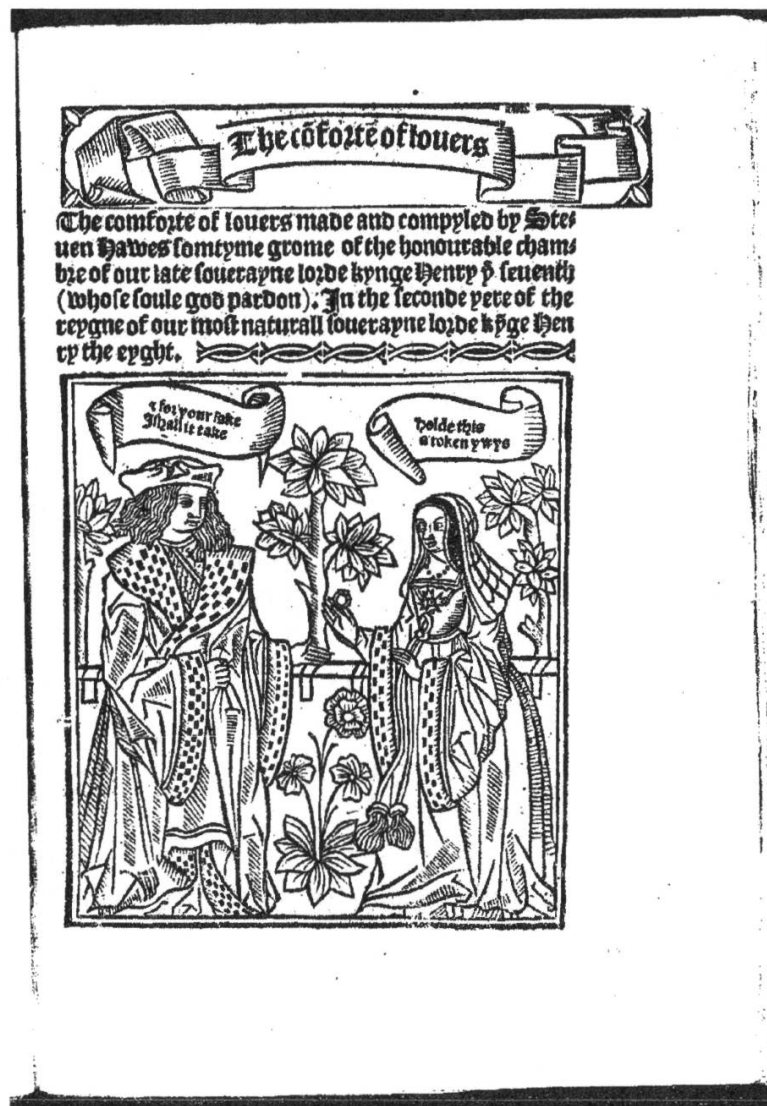 The cõforte of louers
The comforte of louers made and compyled by Ste⸗
uen Hawes somtyme grome of the honourable cham⸗
bre of our late souerayne lorde kynge Henry yͤ seuenth
(whose soule god pardon). In the seconde yere of the
reygne of our most naturall souerayne lorde kỹge Hen
ry the eyght.
⁊ for your sake
I shall it take
holde this
a token ywys